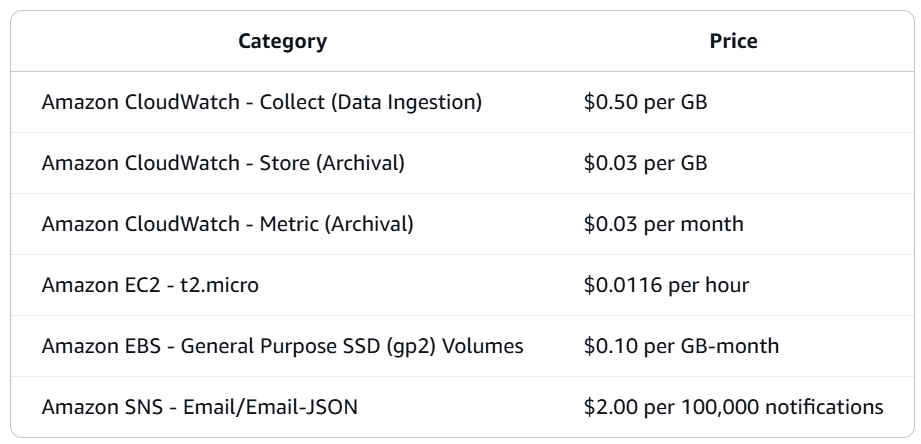 Category Price
Amazon CloudWatch - Collect (Data Ingestion) $0.50 per GB
Amazon CloudWatch - Store (Archival) $0.03 per GB
Amazon CloudWatch - Metric (Archival) $0.03 per month
Amazon EC2 - t2.micro $0.0116 per hour
Amazon EBS - General Purpose SSD (gp2) Volumes $0.10 per GB-month
Amazon SNS - Email/Email-JSON $2.00 per 100,000 notifications